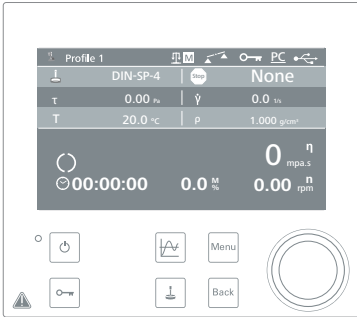 Profile 1 M PC
DIN-SP-4 Stop None
τ 0.00 Pa γ̇ 0.0 1/s
T 20.0 °C ρ 1.000 g/cm³
0 mpa.s η
00:00:00 0.0 M % 0.00 n rpm
Menu
Back